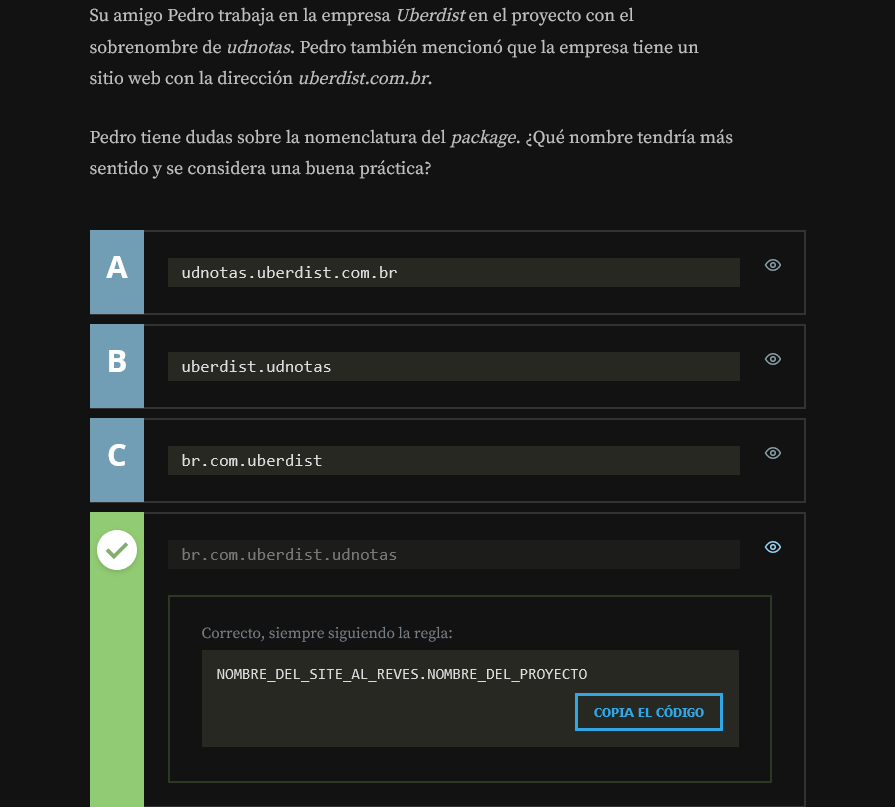 Su amigo Pedro trabaja en la empresa Uberdist en el proyecto con el
sobrenombre de udnotas. Pedro también mencionó que la empresa tiene un
sitio web con la dirección uberdist.com.br.
Pedro tiene dudas sobre la nomenclatura del package. ¿Qué nombre tendría más
sentido y se considera una buena práctica?
A
udnotas.uberdist.com.br
B
uberdist.udnotas
C
br.com.uberdist
br.com.uberdist.udnotas
Correcto, siempre siguiendo la regla:
NOMBRE_DEL_SITE_AL_REVES.NOMBRE_DEL_PROYECTO
COPIA EL CÓDIGO